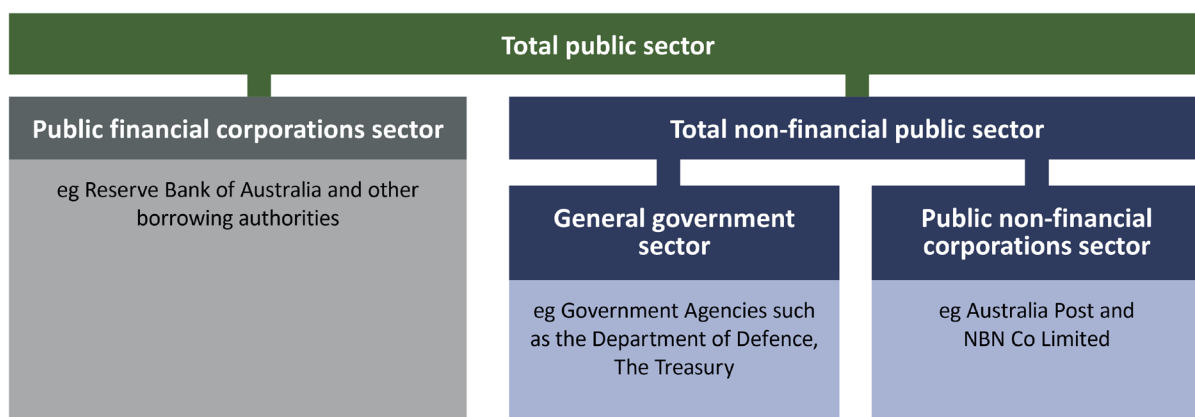 Total public sector
Public financial corporations sector
eg Reserve Bank of Australia and other
borrowing authorities
Total non-financial public sector
General government
sector
eg Government Agencies such
as the Department of Defence,
The Treasury
Public non-financial
corporations sector
eg Australia Post and
NBN Co Limited